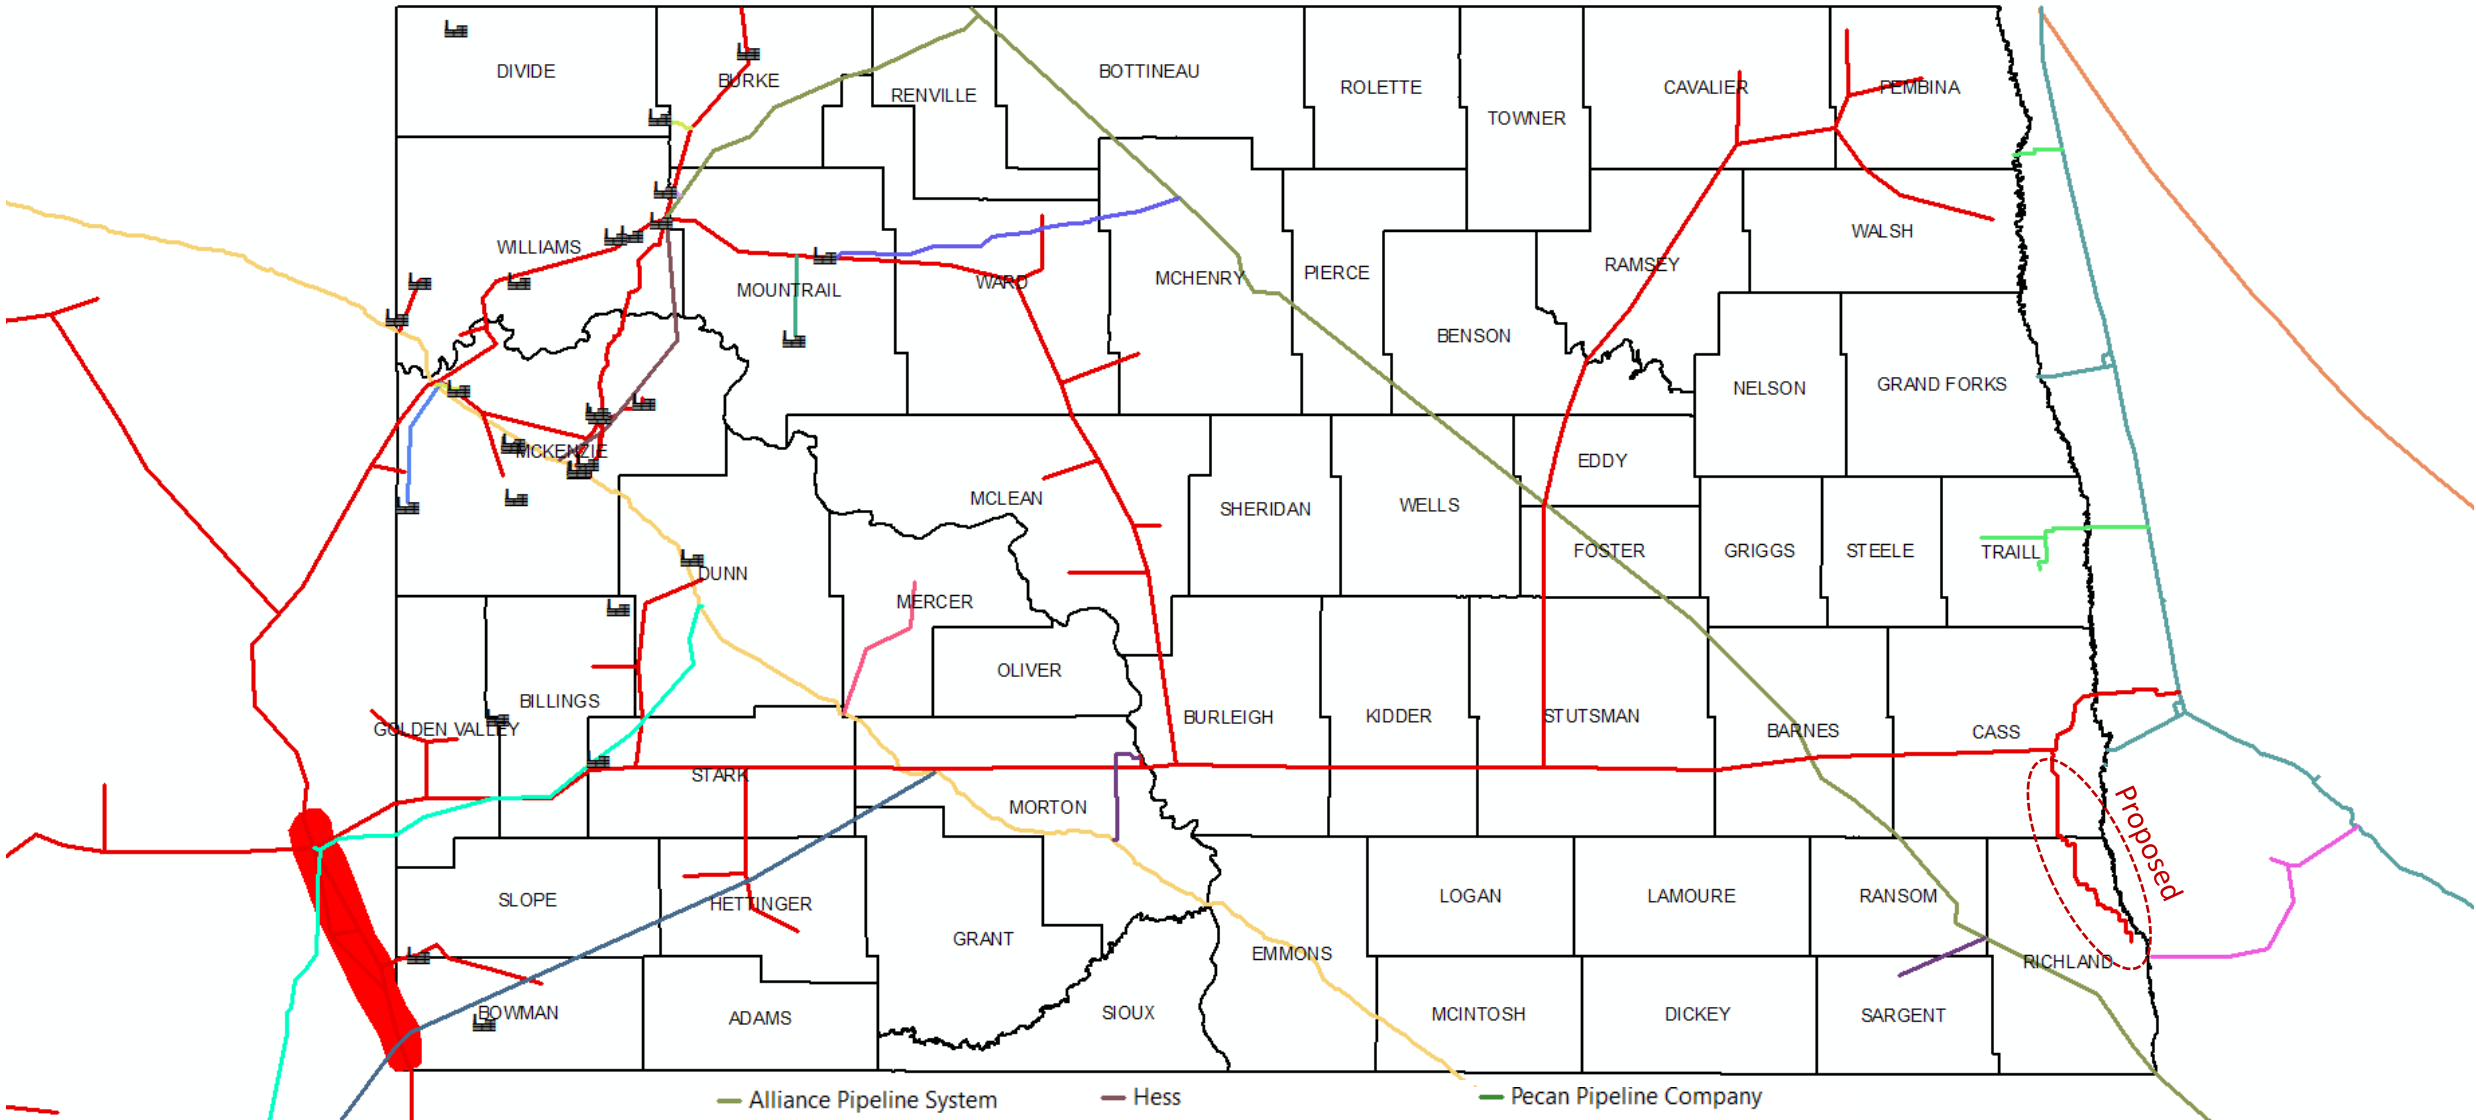 DIVIDE
BURKE
RENVILLE
BOTTINEAU
ROLETTE
TOWNER
CAVALIER
PEMBINA
WILLIAMS
MOUNTRAIL
WARD
MCHENRY
PIERCE
BENSON
RAMSEY
WALSH
NELSON
GRAND FORKS
MCKENZIE
MCLEAN
SHERIDAN
WELLS
EDDY
FOSTER
GRIGGS
STEELE
TRAILL
DUNN
MERCER
OLIVER
BILLINGS
GOLDEN VALLEY
STARK
MORTON
BURLEIGH
KIDDER
STUTSMAN
BARNES
CASS
Proposed
SLOPE
HETTINGER
GRANT
EMMONS
LOGAN
LAMOURE
RANSOM
RICHLAND
BOWMAN
ADAMS
SIOUX
MCINTOSH
DICKEY
SARGENT
Alliance Pipeline System
Hess
Pecan Pipeline Company